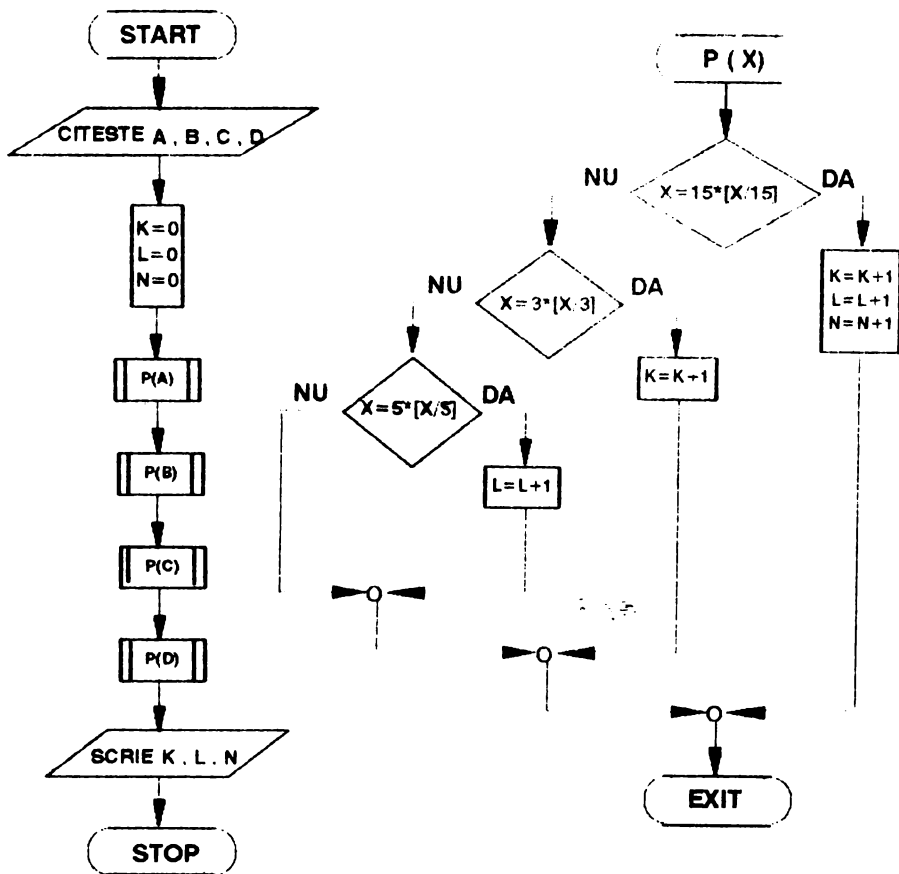 START
CITESTE A , B , C , D
K=0
L=0
N=0
P(A)
P(B)
P(C)
P(D)
SCRIE K , L , N
STOP
P ( X )
X=15*[X/15]
NU
DA
K=K+1
L=L+1
N=N+1
X=3*[X/3]
NU
DA
K=K+1
X=5*[X/5]
NU
DA
L=L+1
O
O
O
EXIT